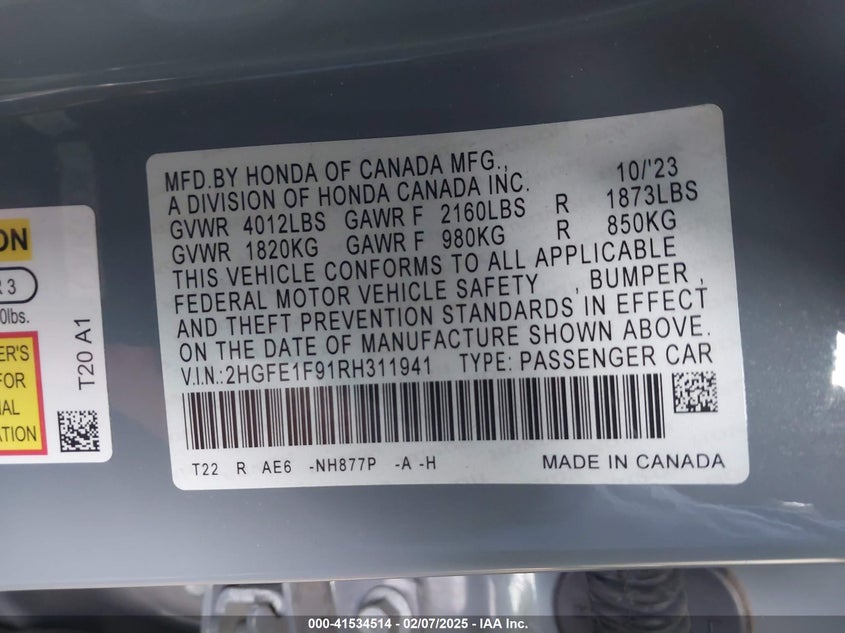 MFD.BY HONDA OF CANADA MFG., 10/'23
A DIVISION OF HONDA CANADA INC.
GVWR 4012LBS GAWR F 2160LBS R 1873LBS
GVWR 1820KG GAWR F 980KG R 850KG
THIS VEHICLE CONFORMS TO ALL APPLICABLE
FEDERAL MOTOR VEHICLE SAFETY , BUMPER ,
AND THEFT PREVENTION STANDARDS IN EFFECT
ON THE DATE OF MANUFACTURE SHOWN ABOVE.
V.I.N.:2HGFE1F91RH311941 TYPE: PASSENGER CAR
T22 R AE6 -NH877P -A -H MADE IN CANADA
ON
R 3
0lbs.
ER'S
FOR
NAL
ATION
T20 A1
000-41534514 - 02/07/2025 - IAA Inc.